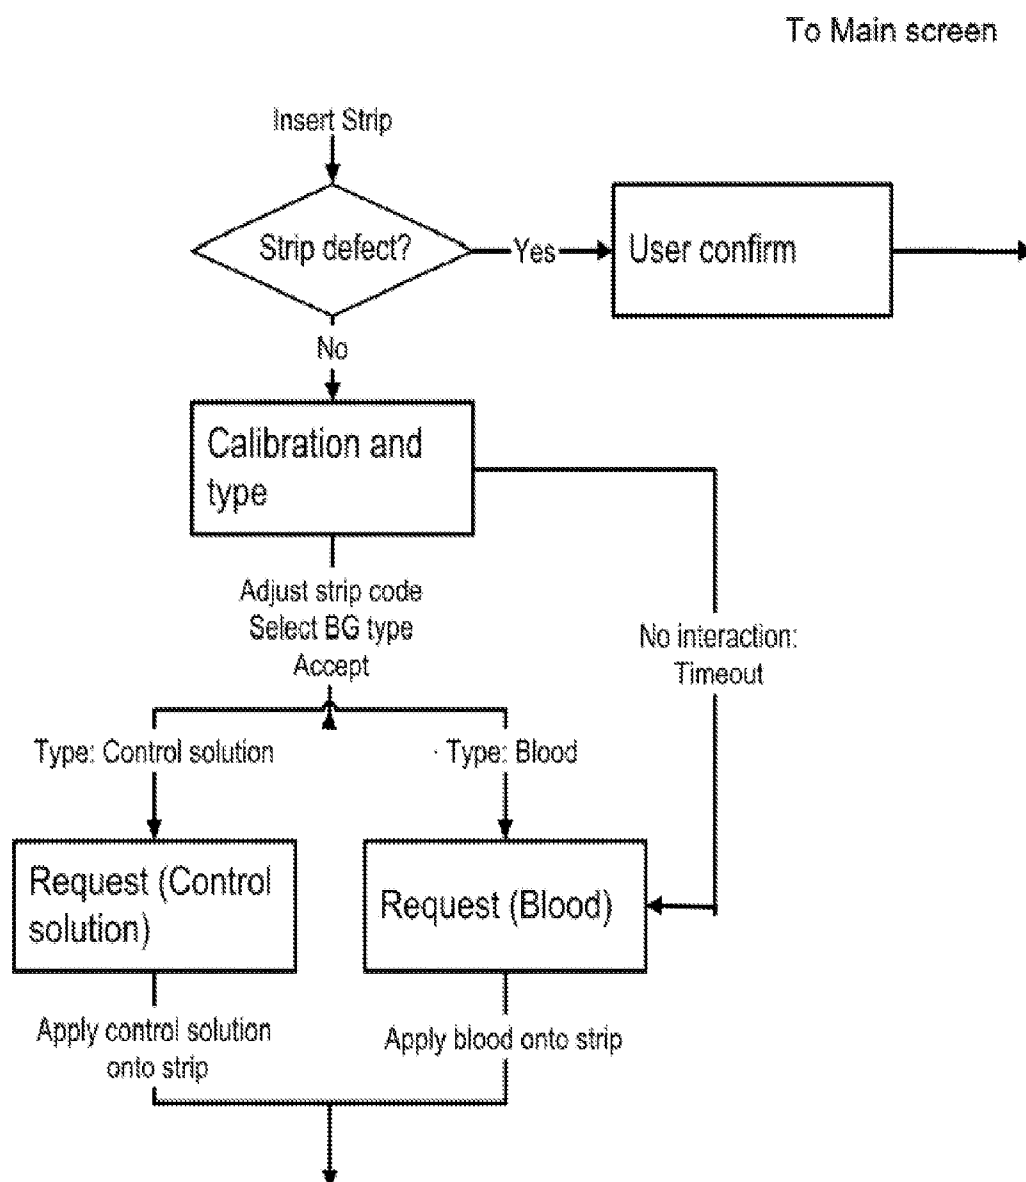 To Main screen
Insert Strip
Strip defect?
Yes
User confirm
No
Calibration and
type
Adjust strip code
Select BG type
Accept
No interaction:
Timeout
Type: Control solution
Type: Blood
Request (Control
solution)
Request (Blood)
Apply control solution
onto strip
Apply blood onto strip